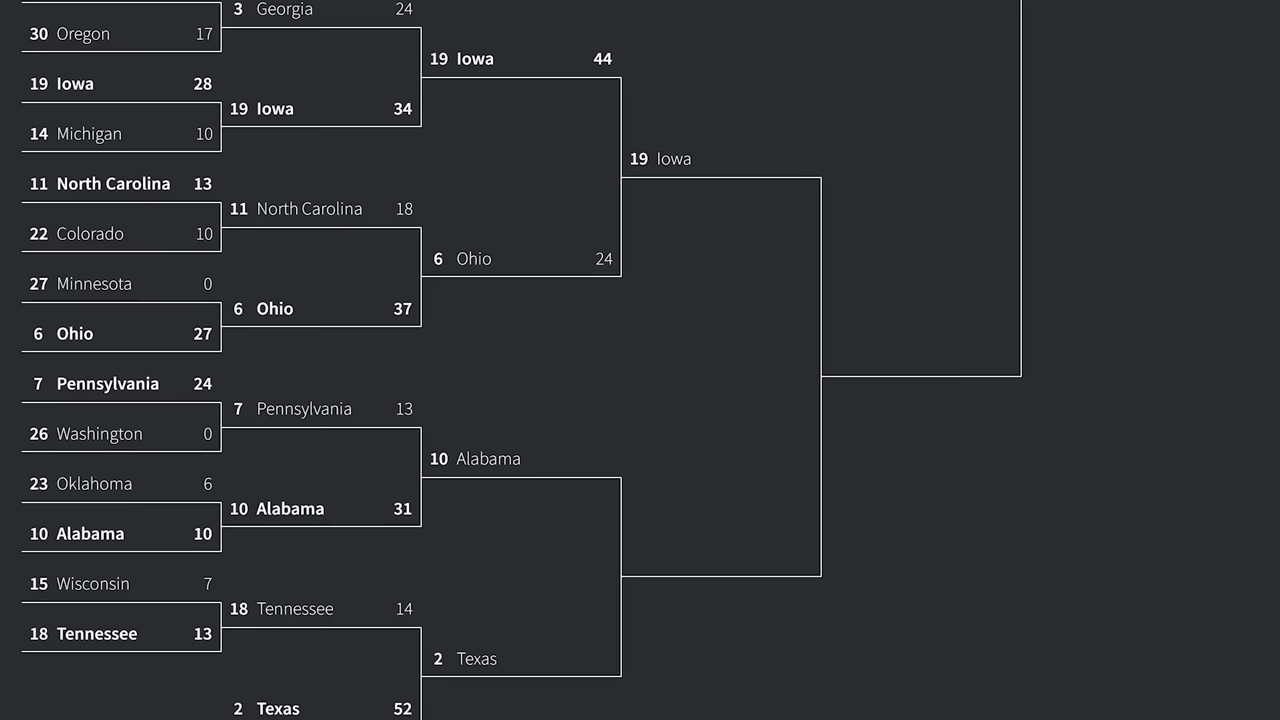 3 Georgia 24
30 Oregon 17
19 Iowa 28
14 Michigan 10
11 North Carolina 13
22 Colorado 10
27 Minnesota 0
6 Ohio 27
7 Pennsylvania 24
26 Washington 0
23 Oklahoma 6
10 Alabama 10
15 Wisconsin 7
18 Tennessee 13
19 Iowa 34
11 North Carolina 18
6 Ohio 37
7 Pennsylvania 13
10 Alabama 31
18 Tennessee 14
2 Texas 52
19 Iowa 44
6 Ohio 24
10 Alabama
2 Texas
19 Iowa